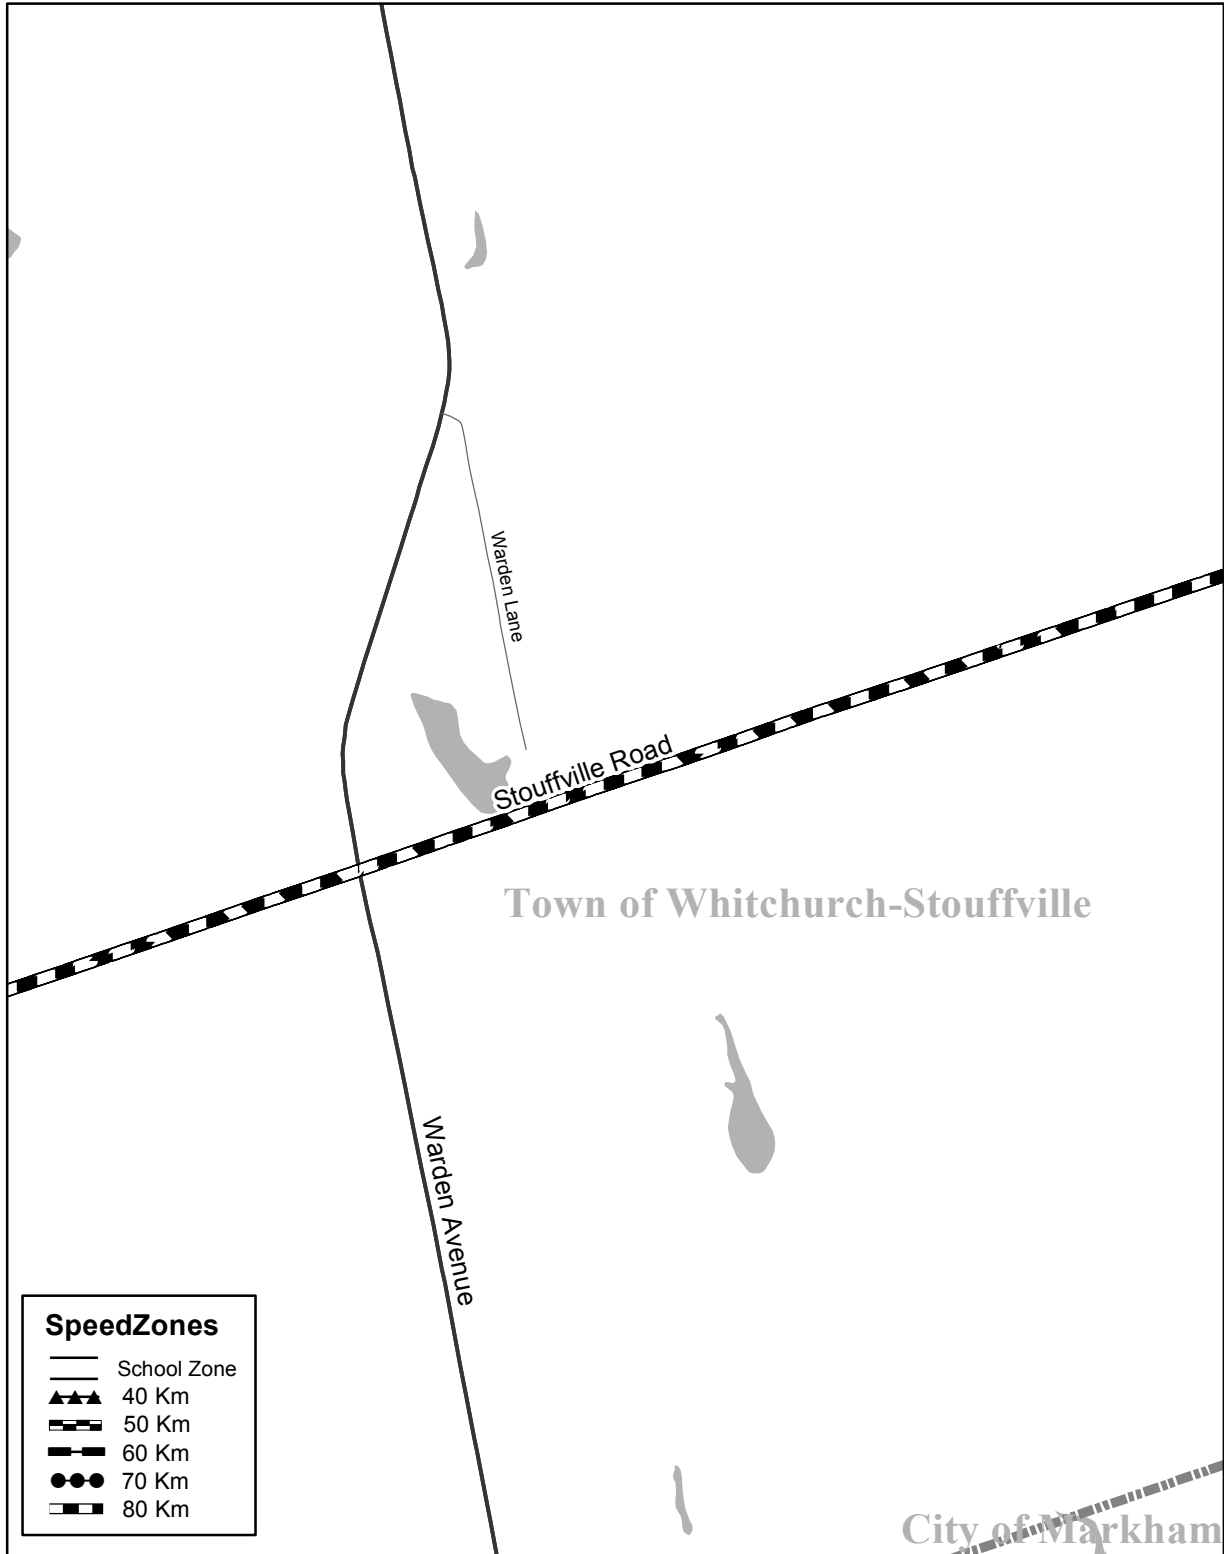 Warden Lane
Stouffville Road
Town of Whitchurch-Stouffville
Warden Avenue
SpeedZones
School Zone
40 Km
50 Km
60 Km
70 Km
80 Km
City of Markham